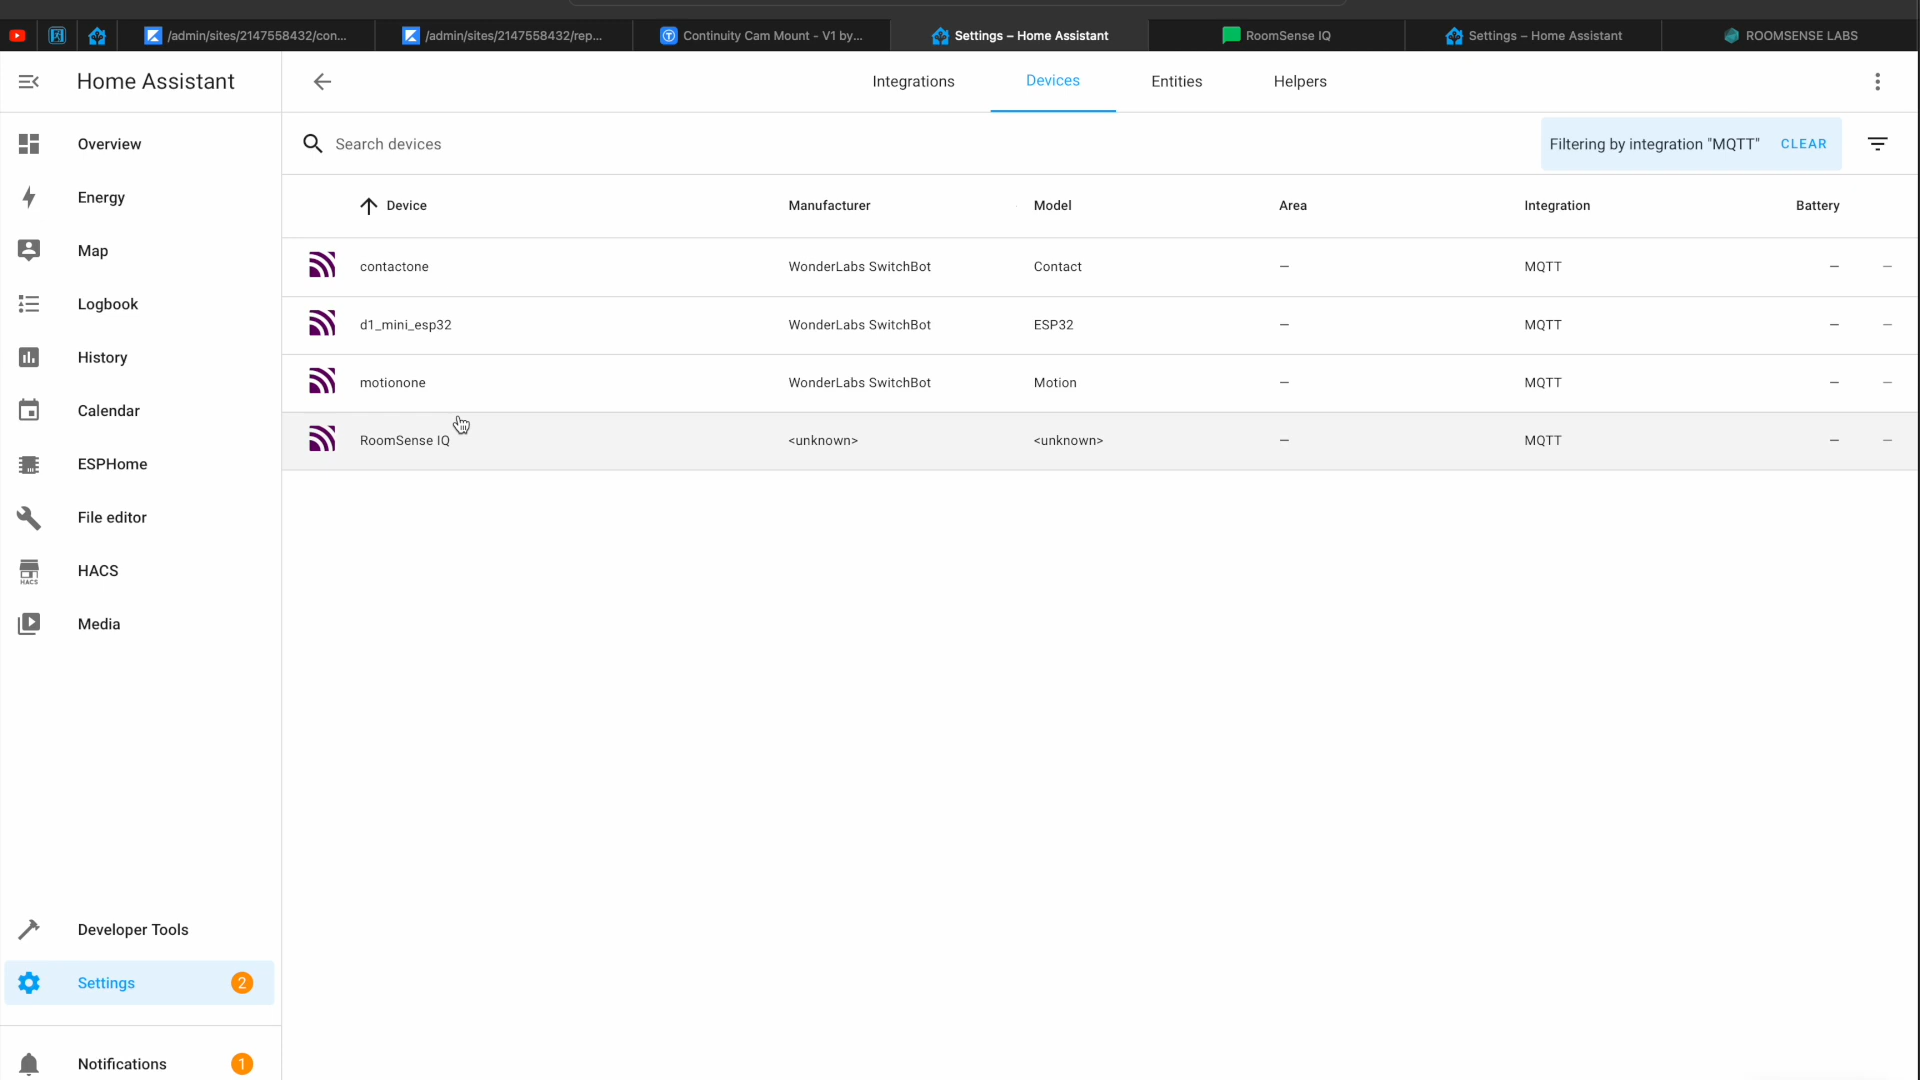 /admin/sites/2147558432/con...
/admin/sites/2147558432/rep...
Continuity Cam Mount - V1 by...
Settings – Home Assistant
RoomSense IQ
Settings – Home Assistant
ROOMSENSE LABS
Home Assistant
Integrations
Devices
Entities
Helpers
Overview
Search devices
Filtering by integration "MQTT" CLEAR
Energy
Device Manufacturer Model Area Integration Battery
Map
contactone WonderLabs SwitchBot Contact — MQTT — —
Logbook
d1_mini_esp32 WonderLabs SwitchBot ESP32 — MQTT — —
History
motionone WonderLabs SwitchBot Motion — MQTT — —
Calendar
RoomSense IQ <unknown> <unknown> — MQTT — —
ESPHome
File editor
HACS
HACS
Media
Developer Tools
Settings 2
Notifications 1